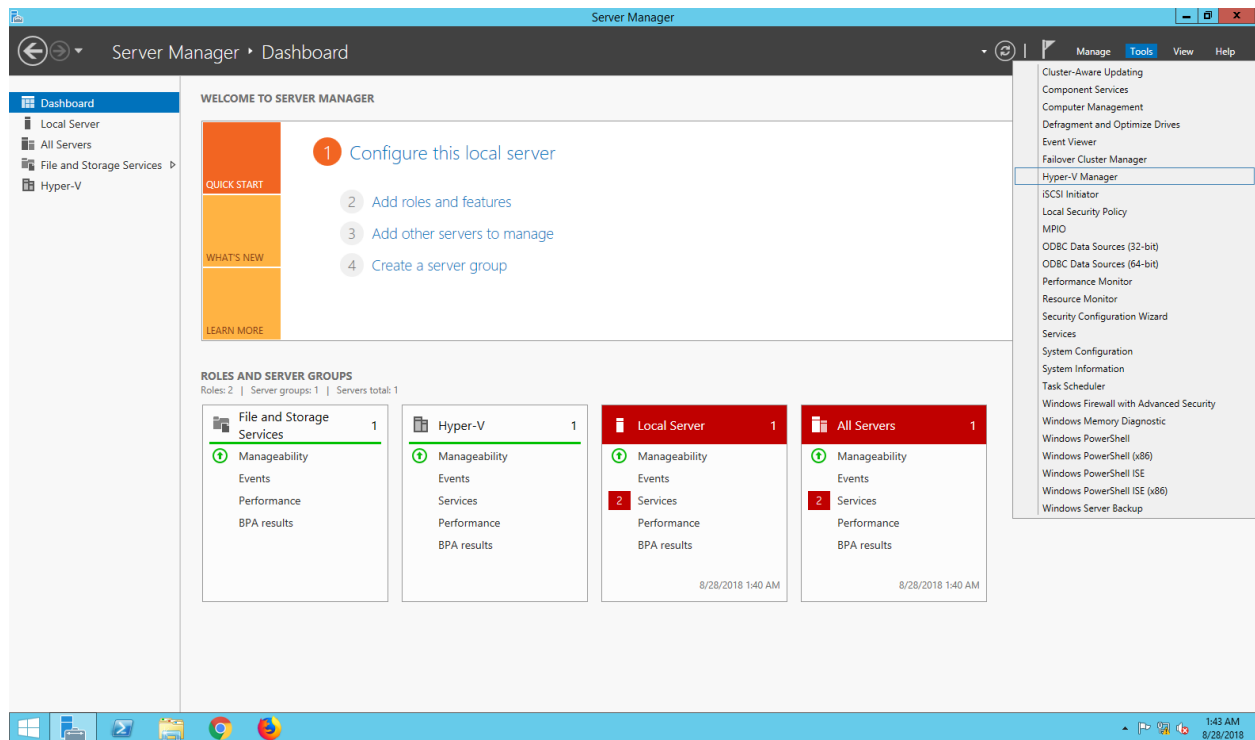 Server Manager
Server Manager • Dashboard
Manage Tools View Help
Dashboard
Local Server
All Servers
File and Storage Services
Hyper-V
WELCOME TO SERVER MANAGER
QUICK START
WHAT'S NEW
LEARN MORE
1 Configure this local server
2 Add roles and features
3 Add other servers to manage
4 Create a server group
Cluster-Aware Updating
Component Services
Computer Management
Defragment and Optimize Drives
Event Viewer
Failover Cluster Manager
Hyper-V Manager
iSCSI Initiator
Local Security Policy
MPIO
ODBC Data Sources (32-bit)
ODBC Data Sources (64-bit)
Performance Monitor
Resource Monitor
Security Configuration Wizard
Services
System Configuration
System Information
Task Scheduler
Windows Firewall with Advanced Security
Windows Memory Diagnostic
Windows PowerShell
Windows PowerShell (x86)
Windows PowerShell ISE
Windows PowerShell ISE (x86)
Windows Server Backup
ROLES AND SERVER GROUPS
Roles: 2 | Server groups: 1 | Servers total: 1
File and Storage
Services 1
Manageability
Events
Performance
BPA results
Hyper-V 1
Manageability
Events
Services
Performance
BPA results
Local Server 1
Manageability
Events
2 Services
Performance
BPA results
8/28/2018 1:40 AM
All Servers 1
Manageability
Events
2 Services
Performance
BPA results
8/28/2018 1:40 AM
1:43 AM
8/28/2018